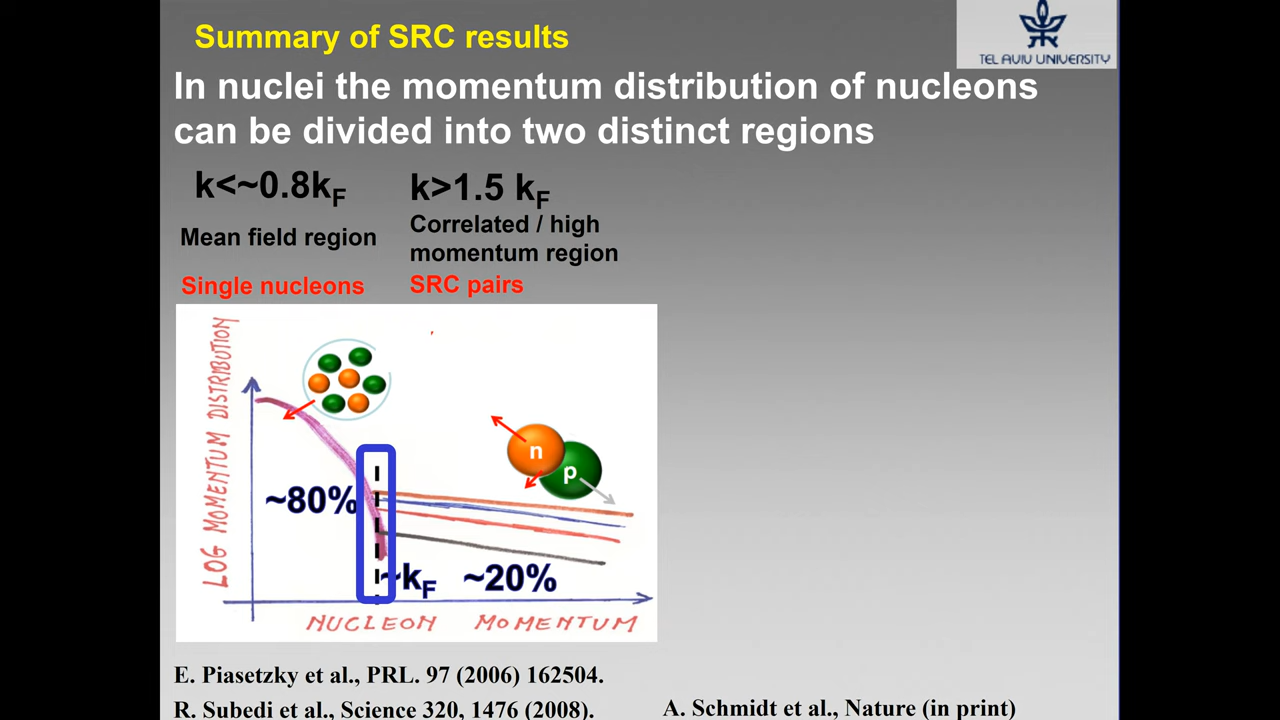 Summary of SRC results
TEL AVIV UNIVERSITY
In nuclei the momentum distribution of nucleons
can be divided into two distinct regions
k<~0.8kF
k>1.5 kF
Mean field region
Correlated / high
momentum region
Single nucleons
SRC pairs
LOG MOMENTUM DISTRIBUTION
n
p
~80%
~kF
~20%
NUCLEON MOMENTUM
E. Piasetzky et al., PRL. 97 (2006) 162504.
R. Subedi et al., Science 320, 1476 (2008).
A. Schmidt et al., Nature (in print)